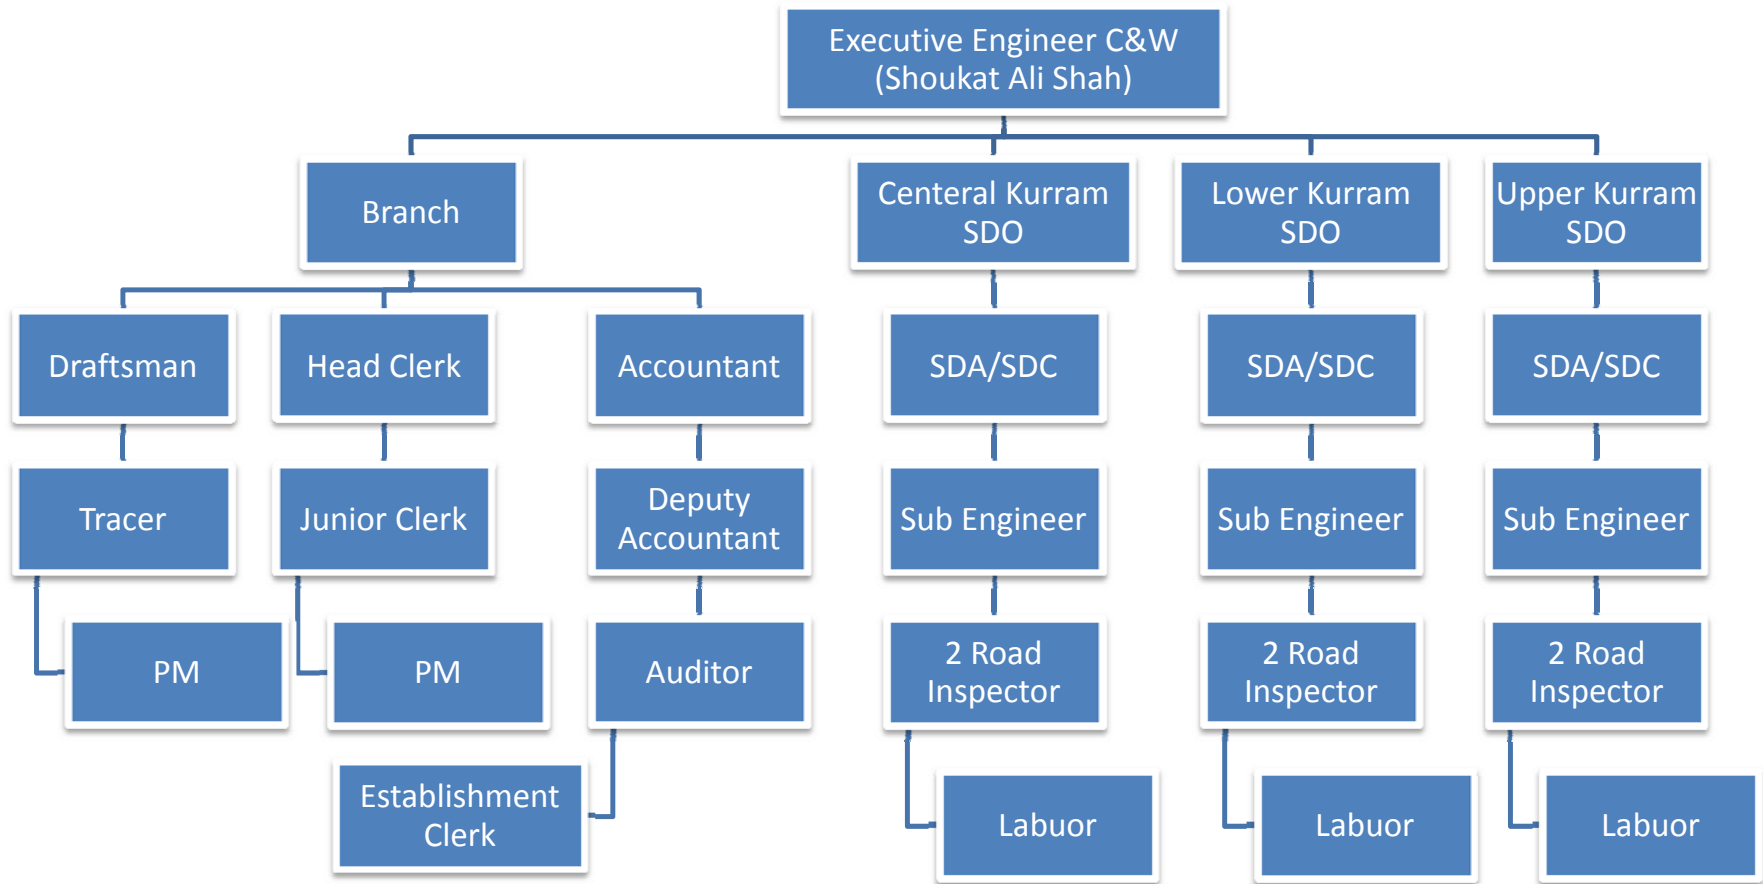 Executive Engineer C&W
(Shoukat Ali Shah)
Branch
Centeral Kurram
SDO
Lower Kurram
SDO
Upper Kurram
SDO
Draftsman
Head Clerk
Accountant
SDA/SDC
SDA/SDC
SDA/SDC
Tracer
Junior Clerk
Deputy
Accountant
Sub Engineer
Sub Engineer
Sub Engineer
PM
PM
Auditor
2 Road
Inspector
2 Road
Inspector
2 Road
Inspector
Establishment
Clerk
Labuor
Labuor
Labuor